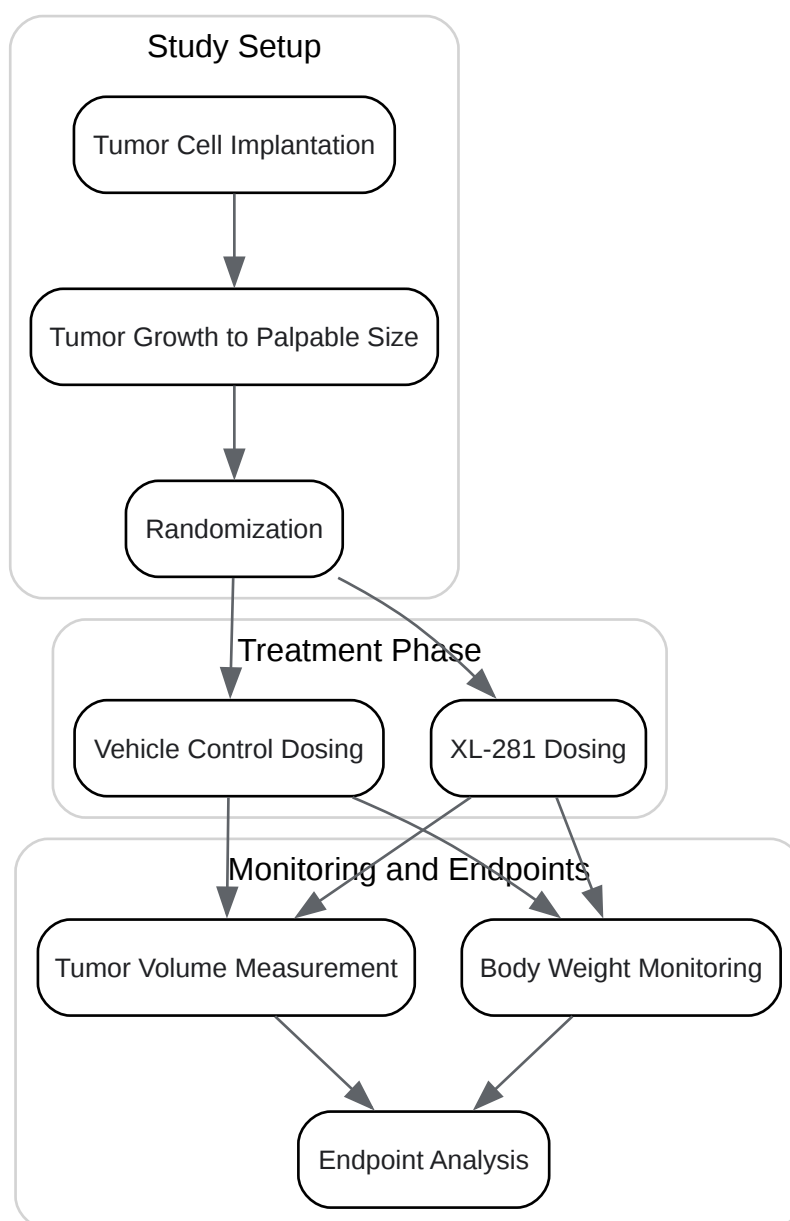 Study Setup
Tumor Cell Implantation
Tumor Growth to Palpable Size
Randomization
Treatment Phase
Vehicle Control Dosing
XL-281 Dosing
Monitoring and Endpoints
Tumor Volume Measurement
Body Weight Monitoring
Endpoint Analysis